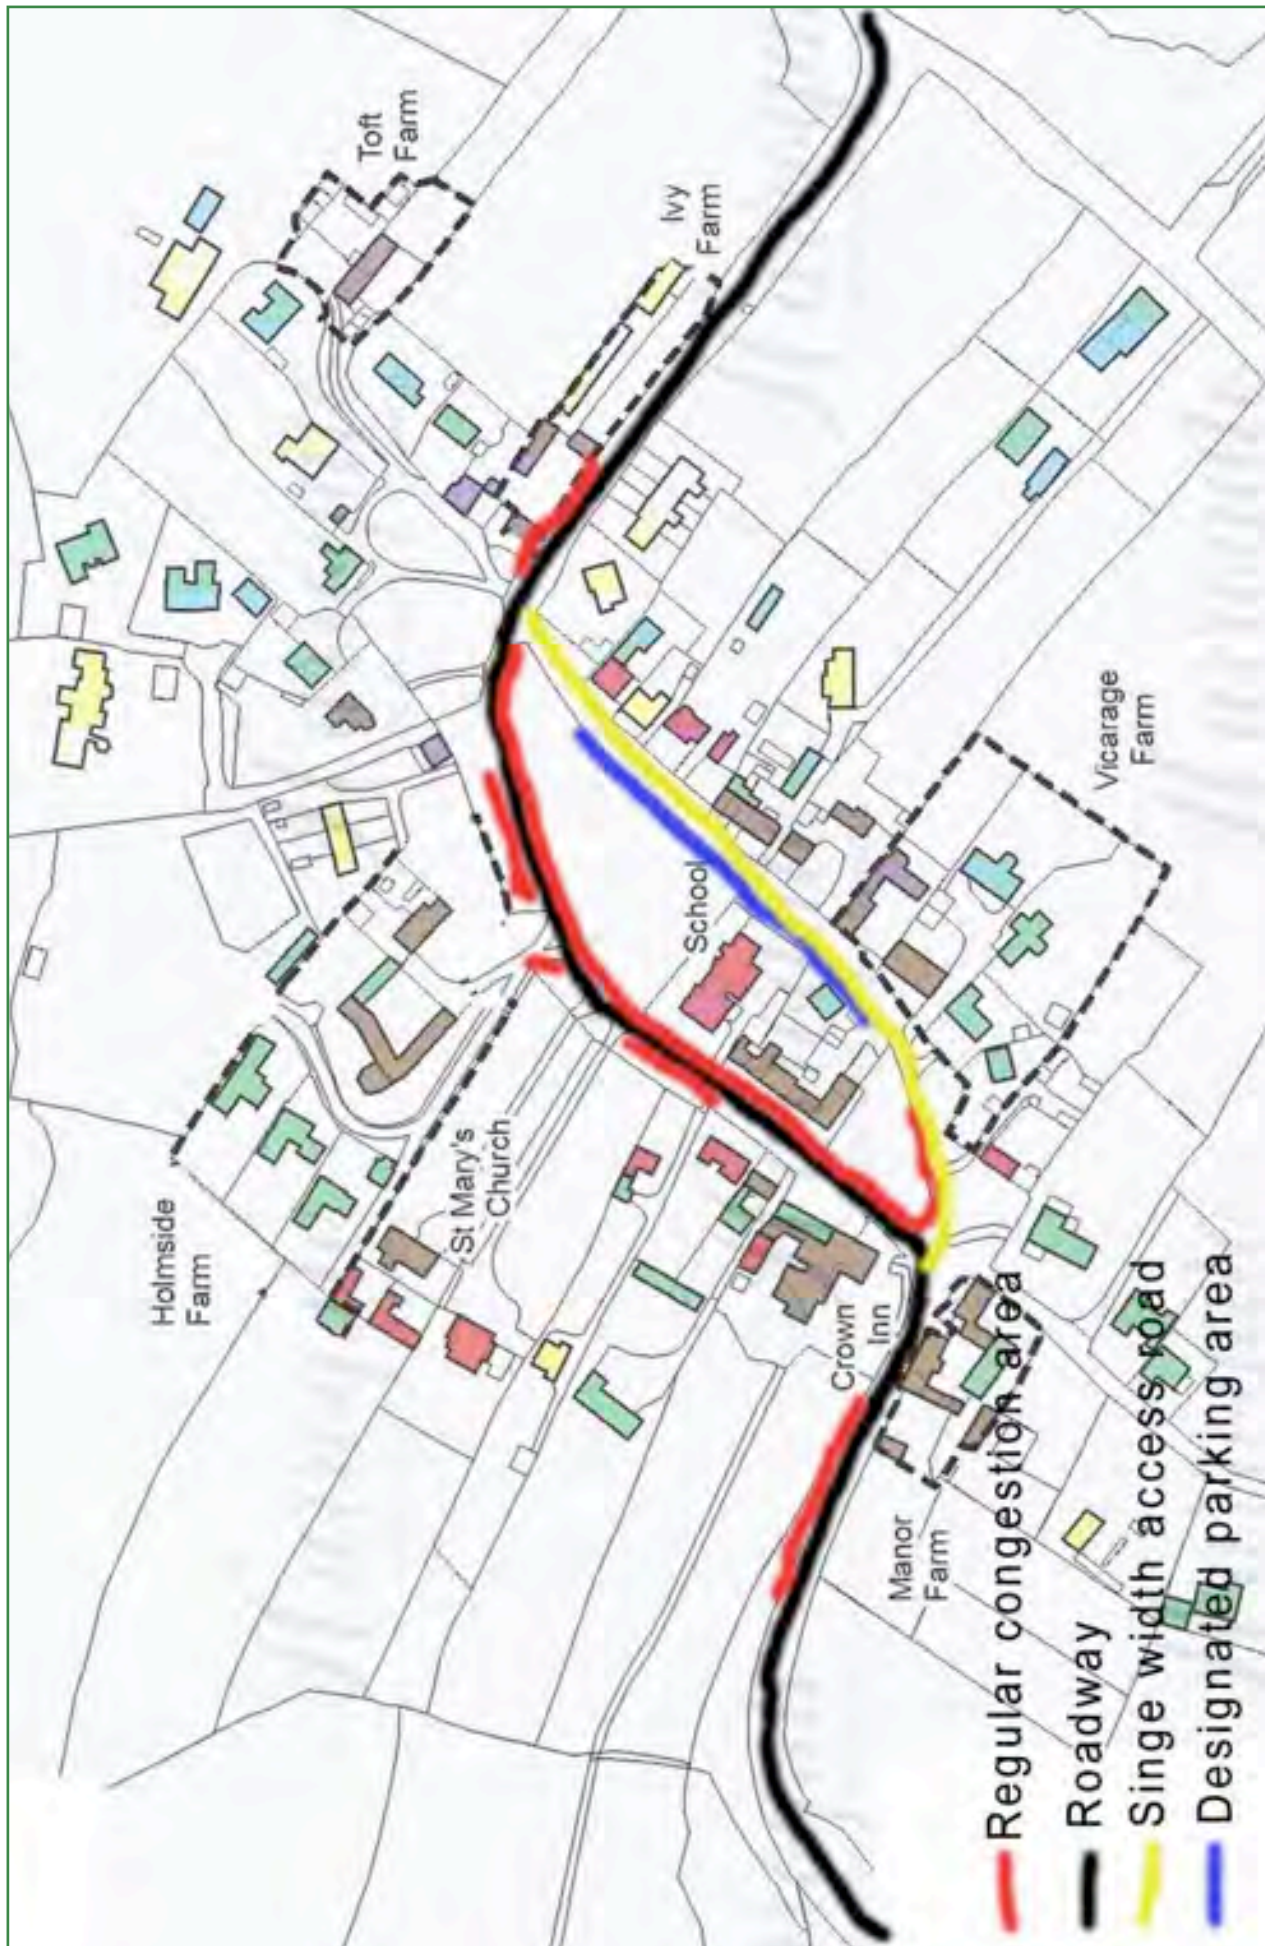 Toft
Farm
Ivy
Farm
Vicarage
Farm
School
Holmside
Farm
St Mary's
Church
Crown
Inn
Manor
Farm
Regular congestion area
Roadway
Singe width access road
Designated parking area